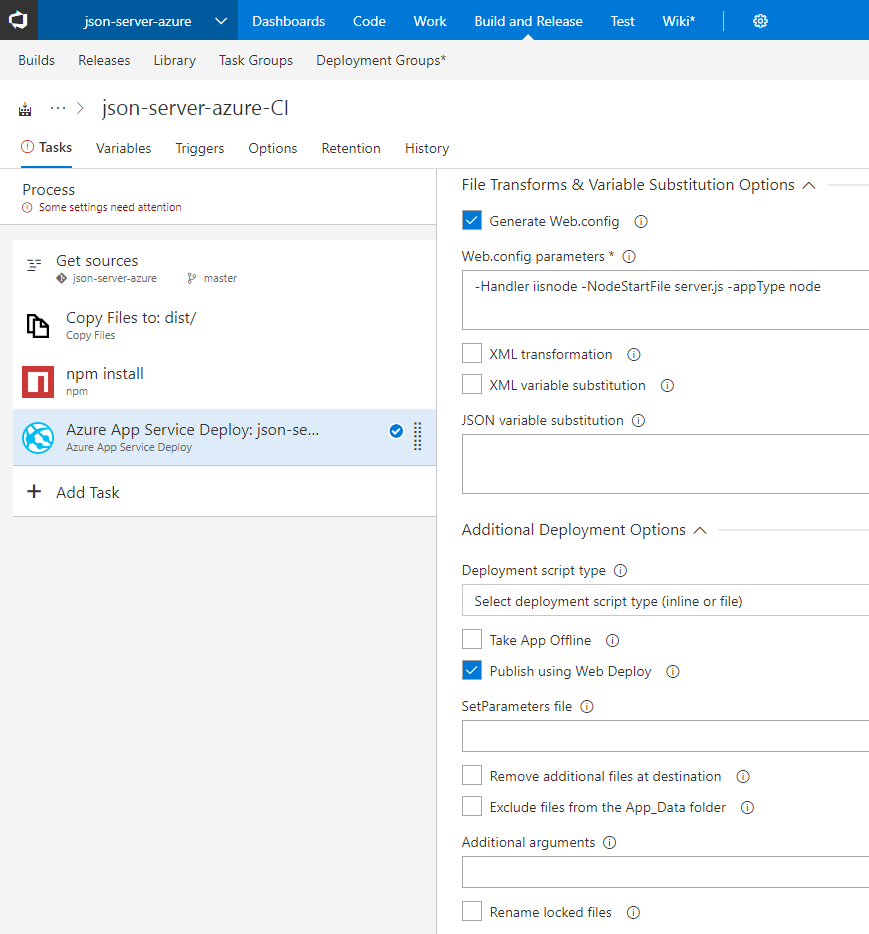 json-server-azure Dashboards Code Work Build and Release Test Wiki*
Builds Releases Library Task Groups Deployment Groups*
··· > json-server-azure-CI
Tasks Variables Triggers Options Retention History
Process
Some settings need attention
Get sources
json-server-azure master
Copy Files to: dist/
Copy Files
npm install
npm
Azure App Service Deploy: json-se...
Azure App Service Deploy
+ Add Task
File Transforms & Variable Substitution Options
Generate Web.config
Web.config parameters *
-Handler iisnode -NodeStartFile server.js -appType node
XML transformation
XML variable substitution
JSON variable substitution
Additional Deployment Options
Deployment script type
Select deployment script type (inline or file)
Take App Offline
Publish using Web Deploy
SetParameters file
Remove additional files at destination
Exclude files from the App_Data folder
Additional arguments
Rename locked files